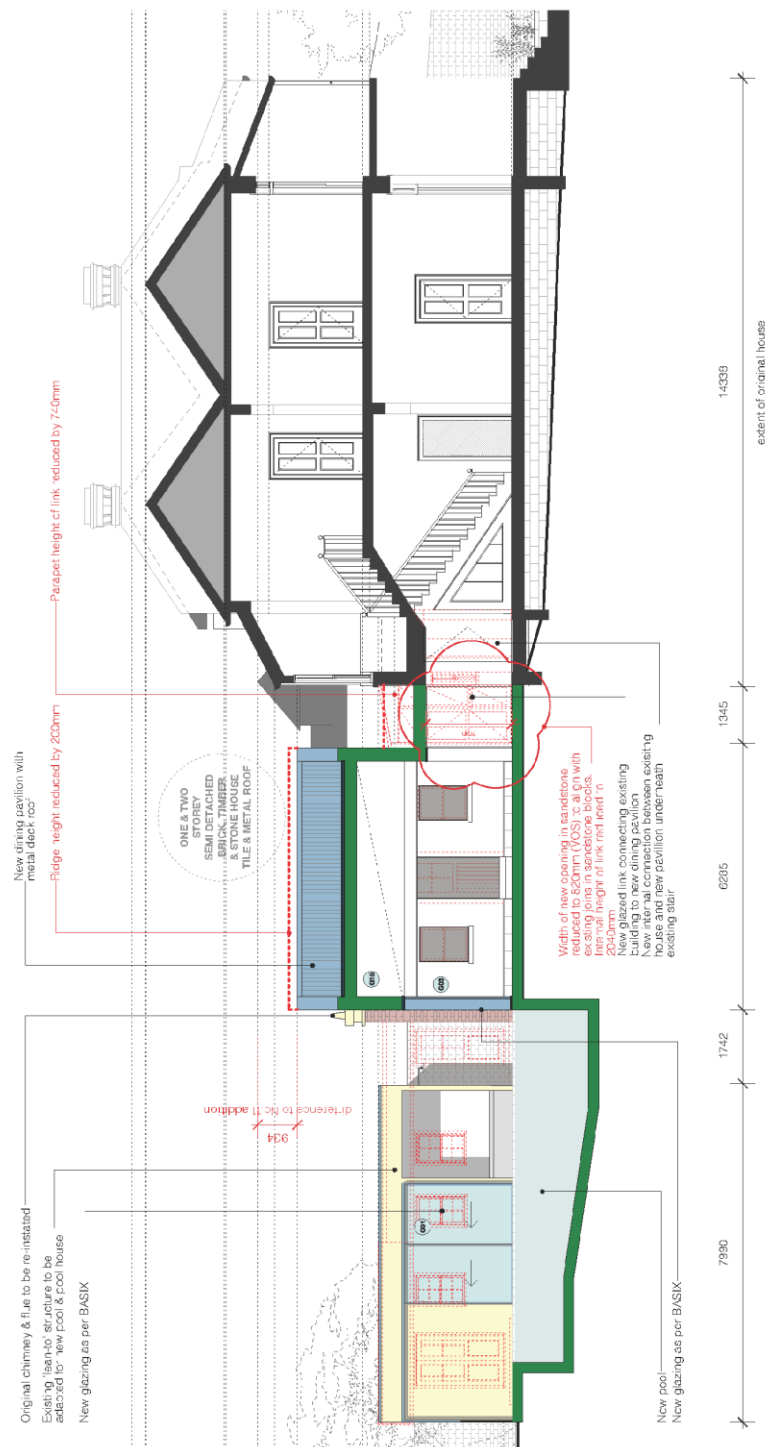 Original chimney & flue to be re-instated
Existing 'lean-to' structure to be
adapted for new pool & pool house
New glazing as per BASIX
New dining pavilion with
metal deck roof
Ridge height reduced by 200mm
Parapet height of link reduced by 740mm
ONE & TWO
STOREY
SEMI DETACHED
BRICK, TIMBER
& STONE HOUSE
TILE & METAL ROOF
934
difference to No 11 addition
G01
G10
G03
New pool
New glazing as per BASIX
Width of new opening in sandstone
reduced to 820mm (VOS) to align with
existing joins in sandstone blocks.
Internal height of link reduced to
2040mm
New glazed link connecting existing
building to new dining pavilion
New internal connection between existing
house and new pavilion underneath
existing stair
7990
1742
6285
1345
14338
extent of original house